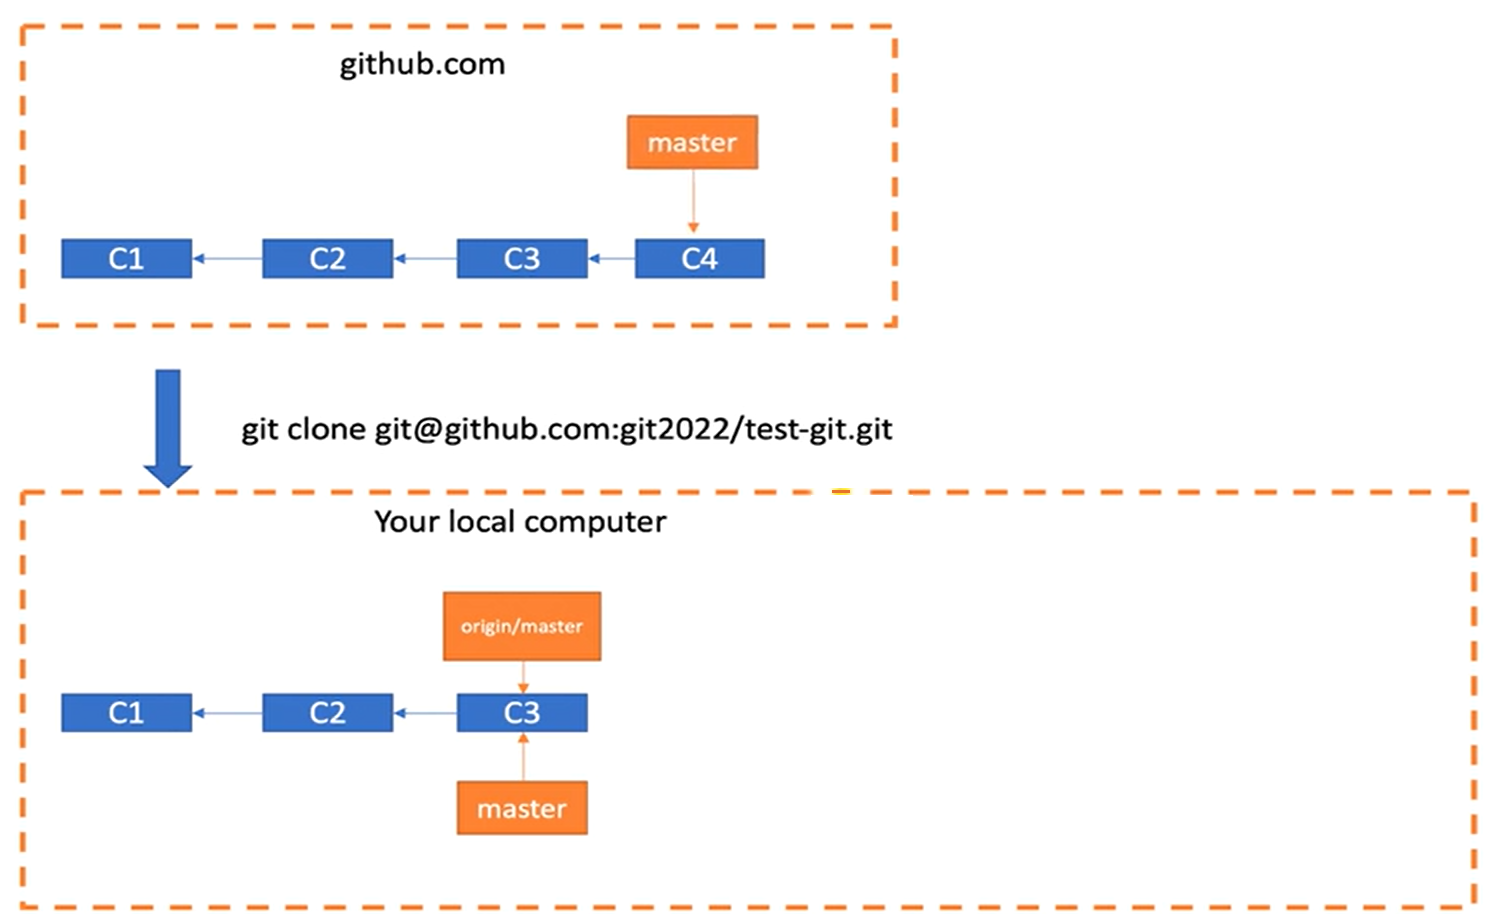 github.com
master
C1 C2 C3 C4
git clone git@github.com:git2022/test-git.git
Your local computer
origin/master
C1 C2 C3
master